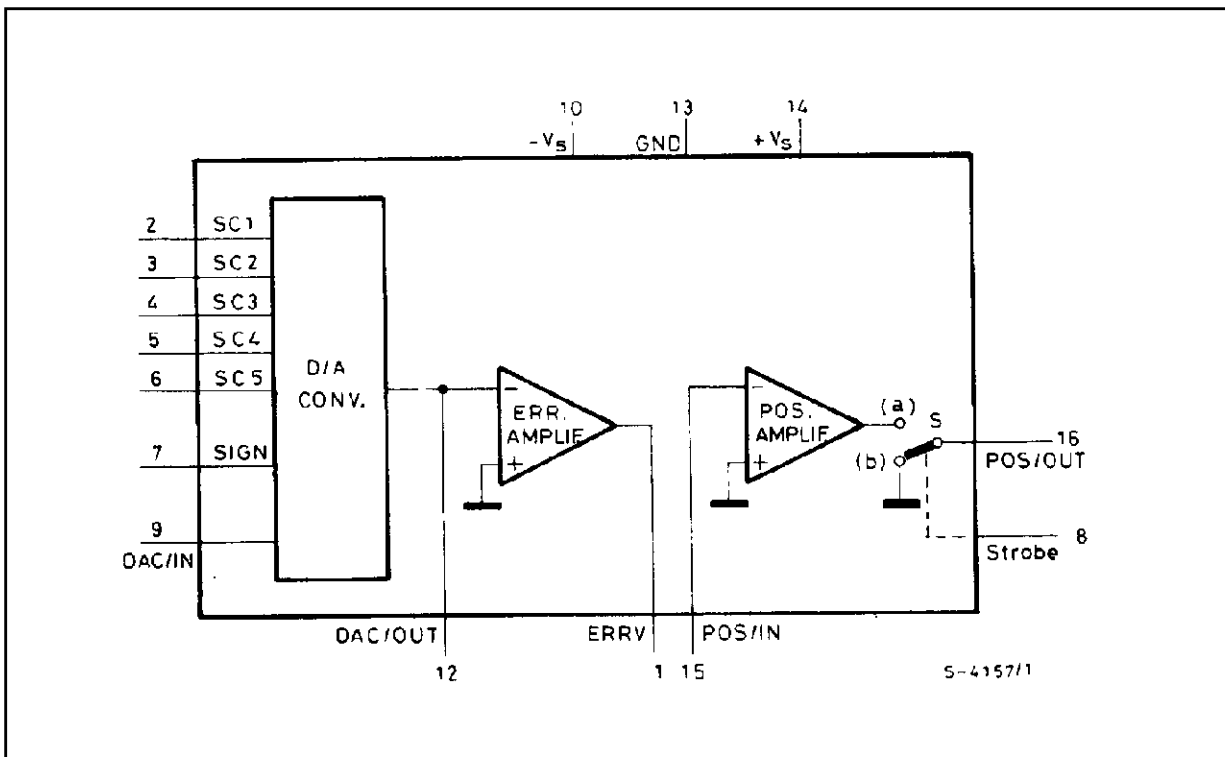 10 13 14
-Vs GND +Vs
2 SC1
3 SC2
4 SC3
5 SC4
6 SC5
7 SIGN
9
DAC/IN
D/A
CONV.
-
ERR.
AMPLIF
+
-
POS.
AMPLIF
+
(a)
S
(b)
16
POS/OUT
8
Strobe
DAC/OUT ERRV POS/IN
12 1 15
S-4157/1